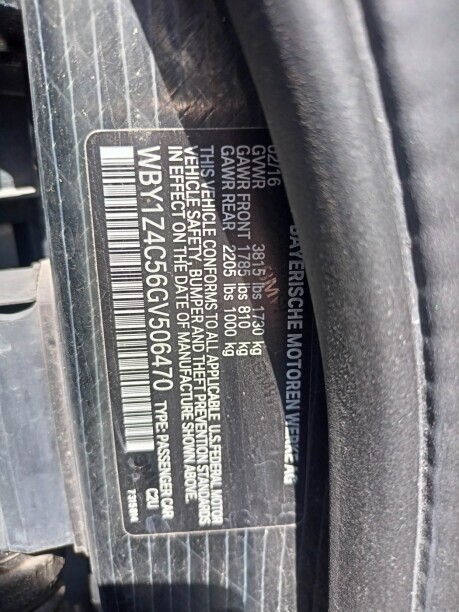 BAYERISCHE MOTOREN WERKE AG
02/16
GVWR 3815 lbs 1730 kg
GAWR FRONT 1785 lbs 810 kg
GAWR REAR 2205 lbs 1000 kg
THIS VEHICLE CONFORMS TO ALL APPLICABLE U.S. FEDERAL MOTOR
VEHICLE SAFETY, BUMPER AND THEFT PREVENTION STANDARDS
IN EFFECT ON THE DATE OF MANUFACTURE SHOWN ABOVE.
WBY1Z4C56GV506470 TYPE: PASSENGER CAR
C2U